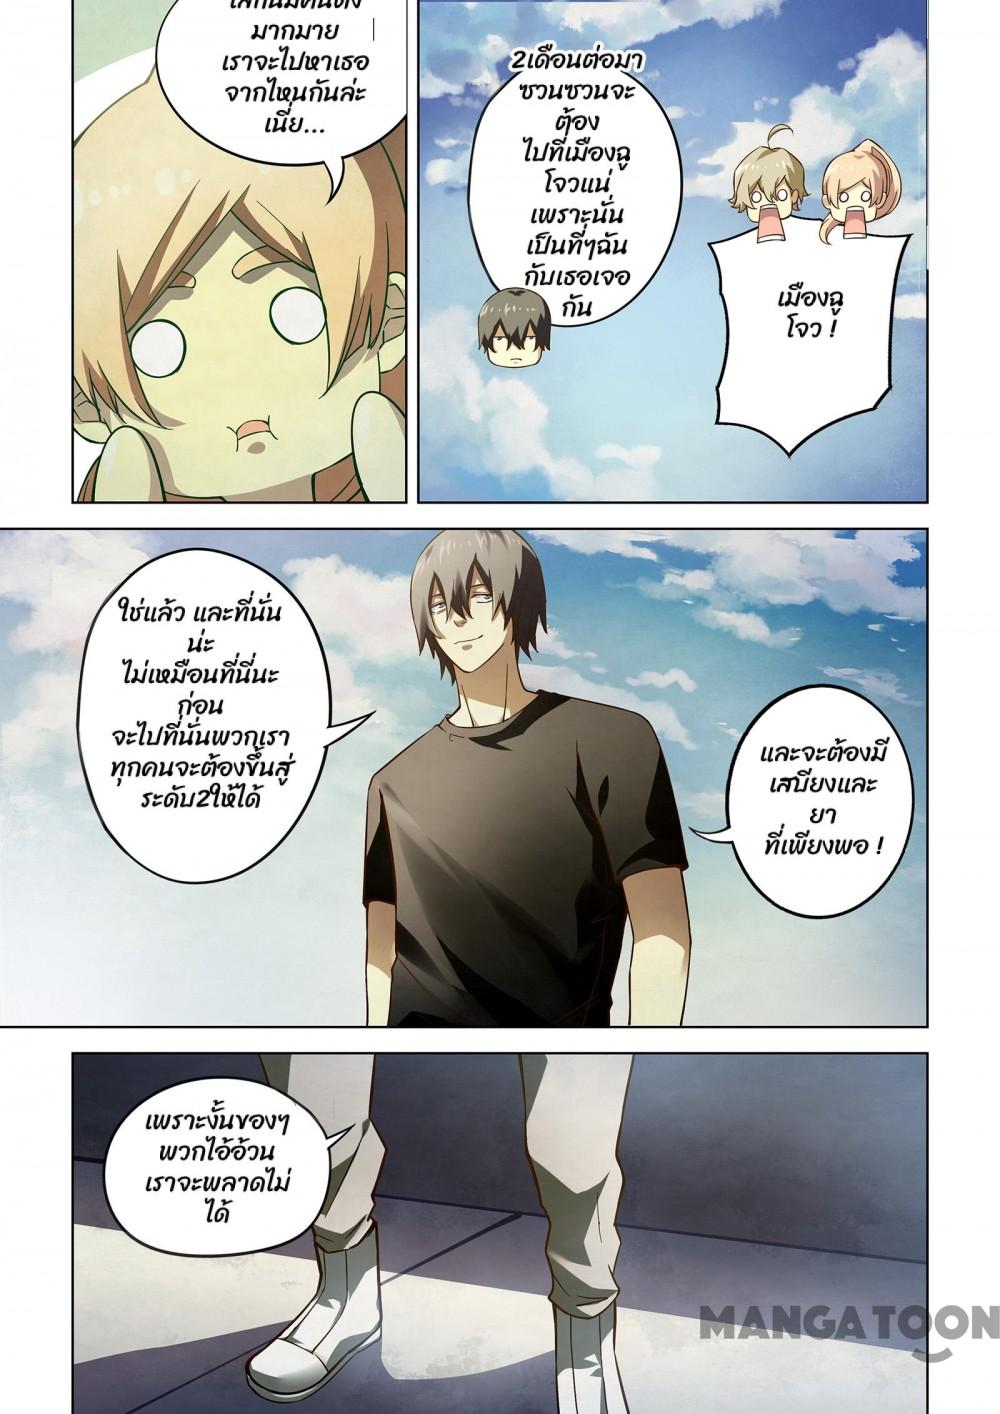 มากมาย
เราจะไปหาเธอ
จากไหนกันล่ะ
เนี่ย...
2เดือนต่อมา
ซวนซวนจะ
ต้อง
ไปที่เมืองฉู
โจวแน่
เพราะนั่น
เป็นที่ๆฉัน
กับเธอเจอ
กัน
เมืองฉู
โจว !
ใช่แล้ว และที่นั่น
น่ะ
ไม่เหมือนที่นี่นะ
ก่อน
จะไปที่นั่นพวกเรา
ทุกคนจะต้องขึ้นสู่
ระดับ2ให้ได้
และจะต้องมี
เสบียงและ
ยา
ที่เพียงพอ !
เพราะงั้นของๆ
พวกไอ้อ้วน
เราจะพลาดไม่
ได้
MANGATOON